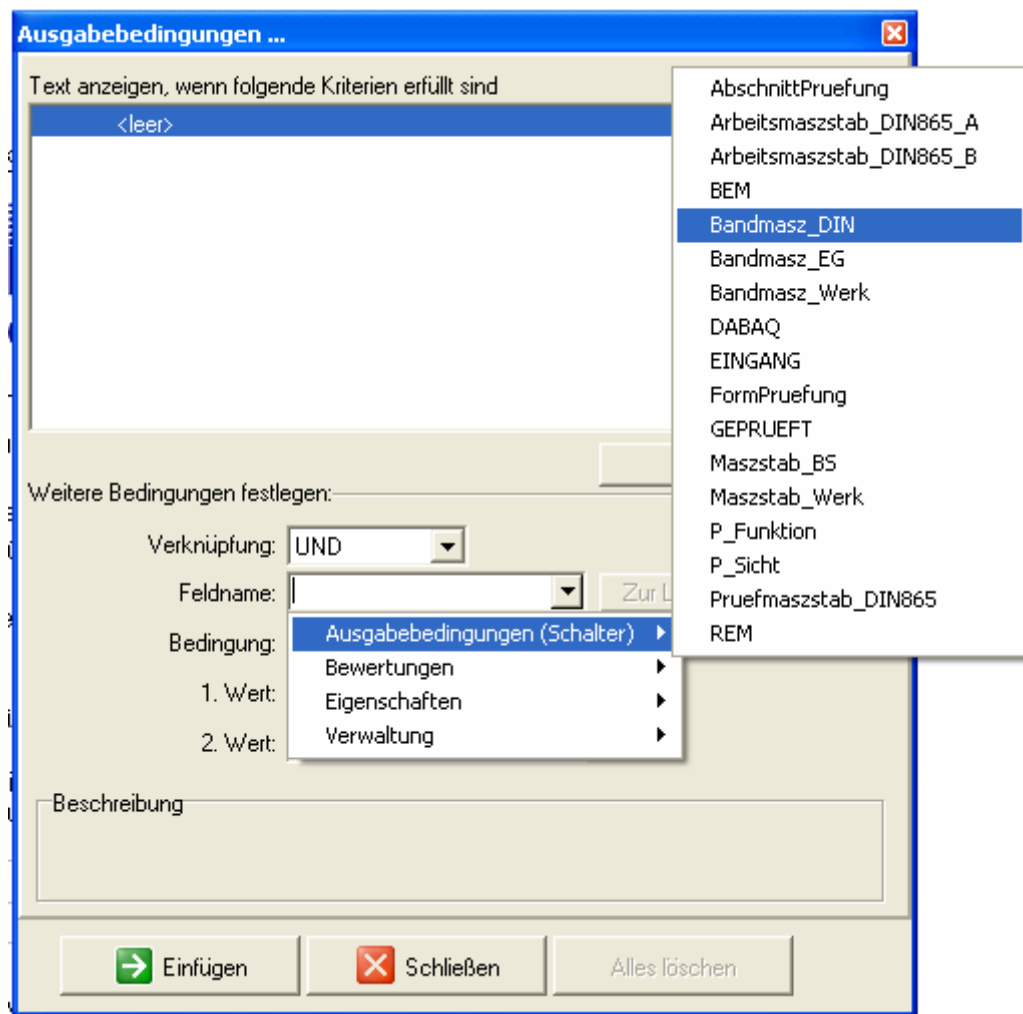 Ausgabebedingungen ...
Text anzeigen, wenn folgende Kriterien erfüllt sind
<leer>
AbschnittPruefung
Arbeitsmaszstab_DIN865_A
Arbeitsmaszstab_DIN865_B
BEM
Bandmasz_DIN
Bandmasz_EG
Bandmasz_Werk
DABAQ
EINGANG
FormPruefung
GEPRUEFT
Maszstab_BS
Maszstab_Werk
P_Funktion
P_Sicht
Pruefmaszstab_DIN865
REM
Weitere Bedingungen festlegen:
Verknüpfung: UND
Feldname:
Zur L
Bedingung:
1. Wert:
2. Wert:
Ausgabebedingungen (Schalter)
Bewertungen
Eigenschaften
Verwaltung
Beschreibung
Einfügen
Schließen
Alles löschen